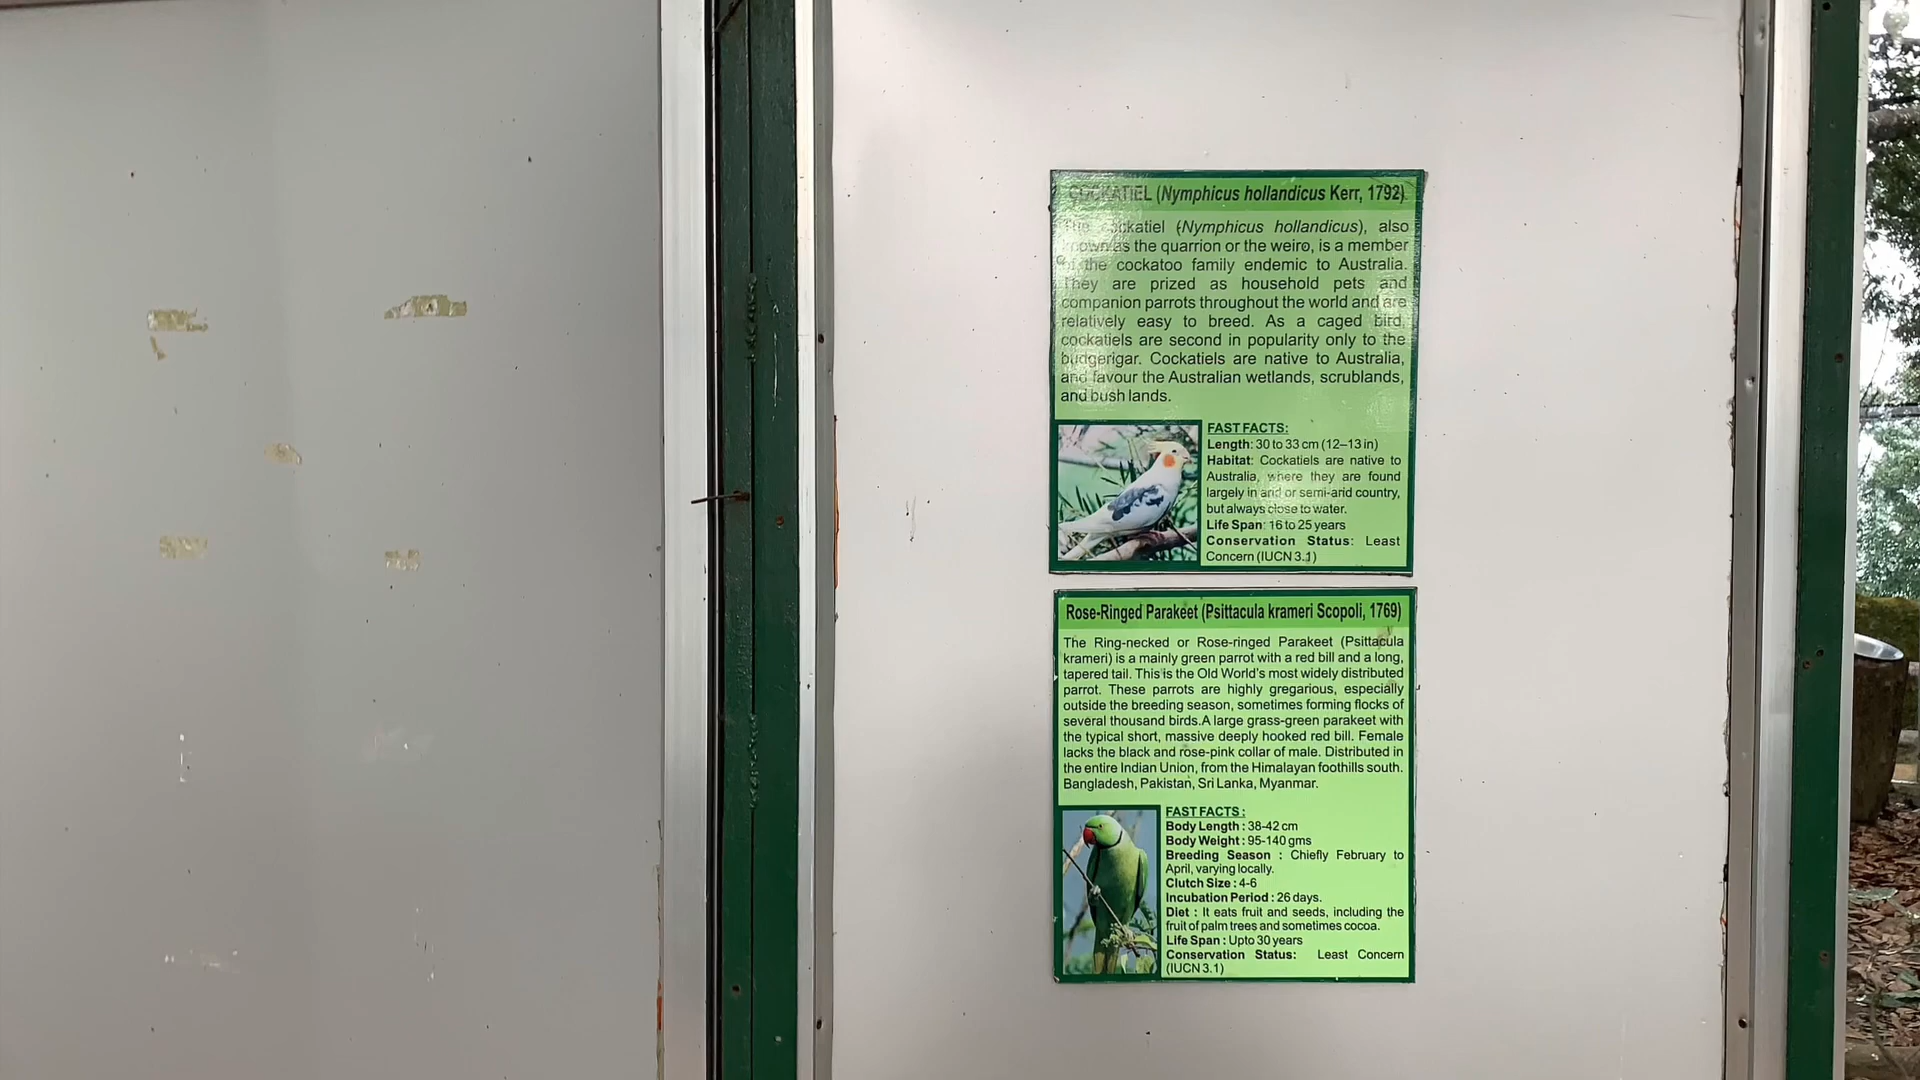 COCKATIEL (Nymphicus hollandicus Kerr, 1792)
The cockatiel (Nymphicus hollandicus), also
known as the quarrion or the weiro, is a member
of the cockatoo family endemic to Australia.
They are prized as household pets and
companion parrots throughout the world and are
relatively easy to breed. As a caged bird,
cockatiels are second in popularity only to the
budgerigar. Cockatiels are native to Australia,
and favour the Australian wetlands, scrublands,
and bush lands.
FAST FACTS:
Length: 30 to 33 cm (12–13 in)
Habitat: Cockatiels are native to
Australia, where they are found
largely in arid or semi-arid country,
but always close to water.
Life Span: 16 to 25 years
Conservation Status: Least
Concern (IUCN 3.1)
Rose-Ringed Parakeet (Psittacula krameri Scopoli, 1769)
The Ring-necked or Rose-ringed Parakeet (Psittacula
krameri) is a mainly green parrot with a red bill and a long,
tapered tail. This is the Old World's most widely distributed
parrot. These parrots are highly gregarious, especially
outside the breeding season, sometimes forming flocks of
several thousand birds.A large grass-green parakeet with
the typical short, massive deeply hooked red bill. Female
lacks the black and rose-pink collar of male. Distributed in
the entire Indian Union, from the Himalayan foothills south.
Bangladesh, Pakistan, Sri Lanka, Myanmar.
FAST FACTS :
Body Length : 38-42 cm
Body Weight : 95-140 gms
Breeding Season : Chiefly February to
April, varying locally.
Clutch Size : 4-6
Incubation Period : 26 days.
Diet : It eats fruit and seeds, including the
fruit of palm trees and sometimes cocoa.
Life Span : Upto 30 years
Conservation Status: Least Concern
(IUCN 3.1)